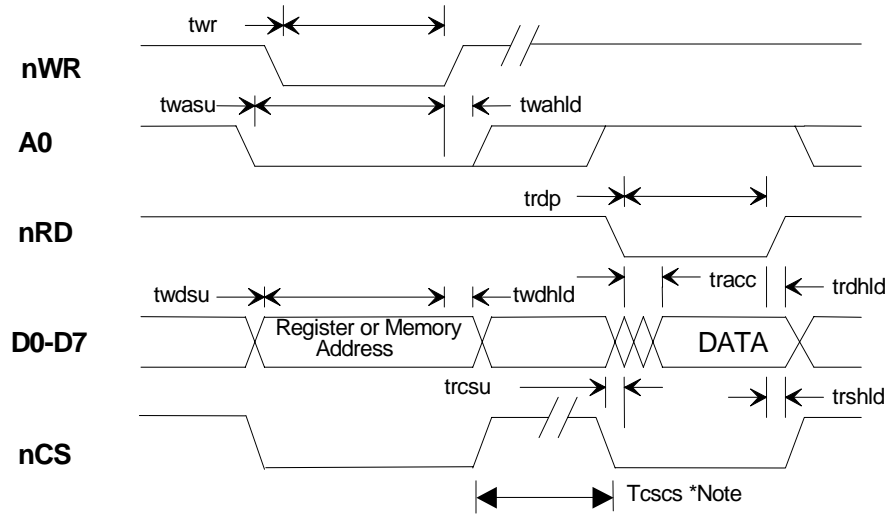 twr
nWR
twasu
twahld
A0
trdp
nRD
tracc
twdsu
twdhld
trdhld
D0-D7
Register or Memory
Address
DATA
trcsu
trshld
nCS
Tcscs *Note